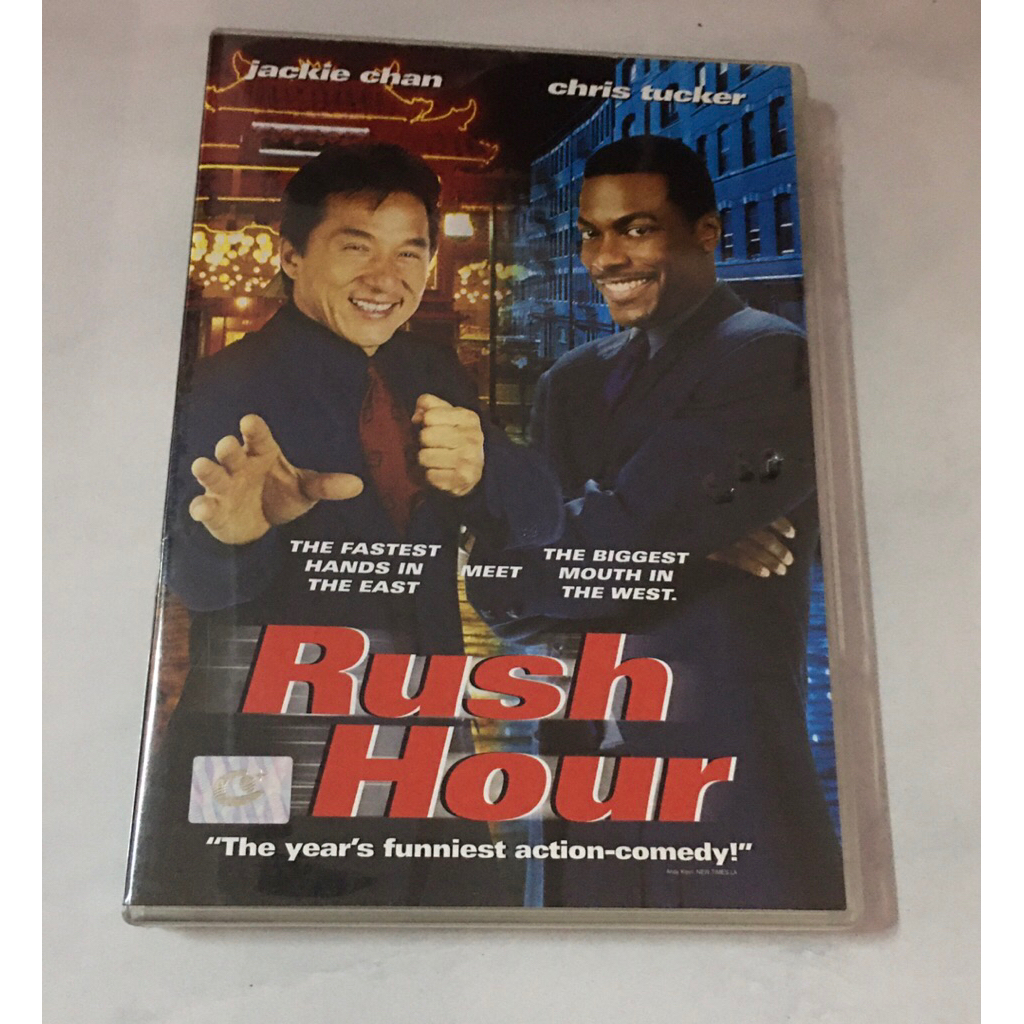 jackie chan
chris tucker
THE FASTEST
HANDS IN
THE EAST
MEET
THE BIGGEST
MOUTH IN
THE WEST.
Rush
Hour
"The year's funniest action-comedy!"